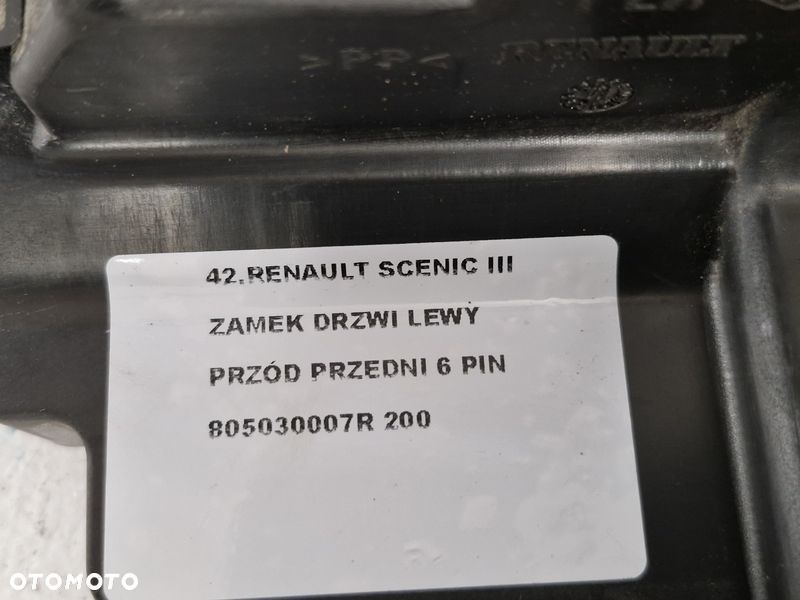 >PP< RENAULT
42.RENAULT SCENIC III
ZAMEK DRZWI LEWY
PRZÓD PRZEDNI 6 PIN
805030007R 200
OTOMOTO